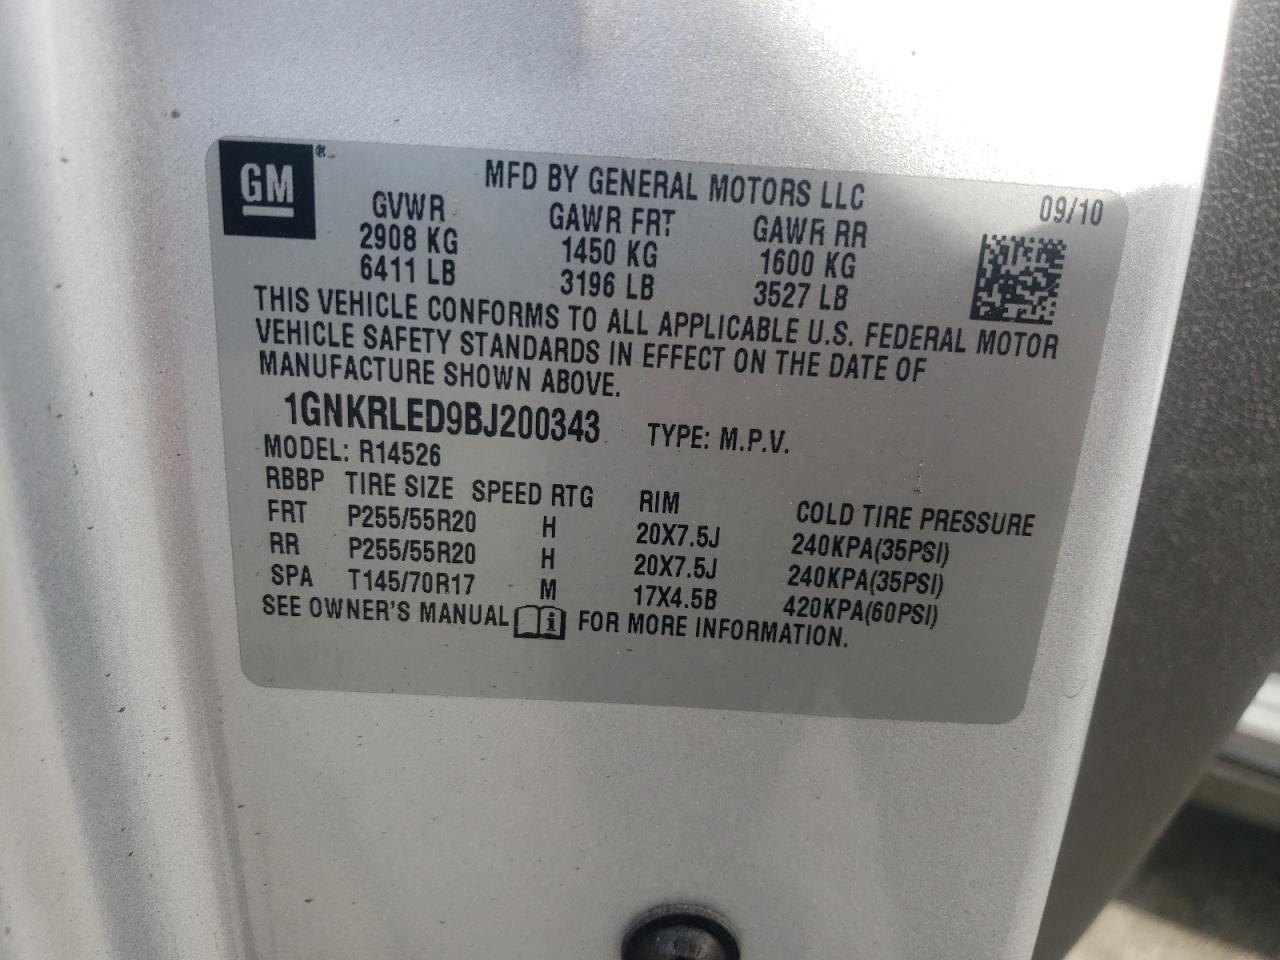 GM®
MFD BY GENERAL MOTORS LLC
09/10
GVWR GAWR FRT GAWR RR
2908 KG 1450 KG 1600 KG
6411 LB 3196 LB 3527 LB
THIS VEHICLE CONFORMS TO ALL APPLICABLE U.S. FEDERAL MOTOR
VEHICLE SAFETY STANDARDS IN EFFECT ON THE DATE OF
MANUFACTURE SHOWN ABOVE.
1GNKRLED9BJ200343 TYPE: M.P.V.
MODEL: R14526
RBBP TIRE SIZE SPEED RTG RIM COLD TIRE PRESSURE
FRT P255/55R20 H 20X7.5J 240KPA(35PSI)
RR P255/55R20 H 20X7.5J 240KPA(35PSI)
SPA T145/70R17 M 17X4.5B 420KPA(60PSI)
SEE OWNER'S MANUAL i FOR MORE INFORMATION.